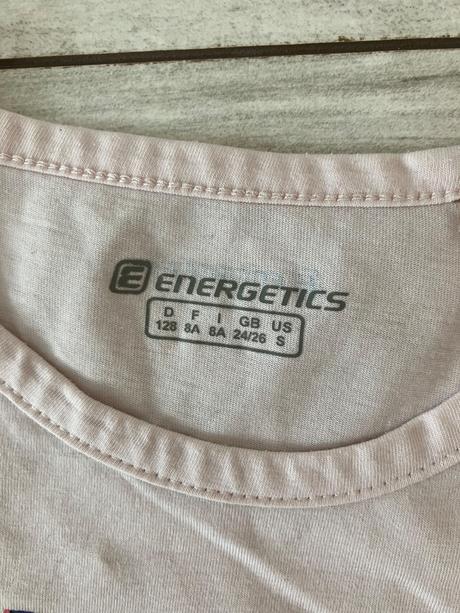 E ENERGETICS
D F I GB US
128 8A 8A 24/26 S